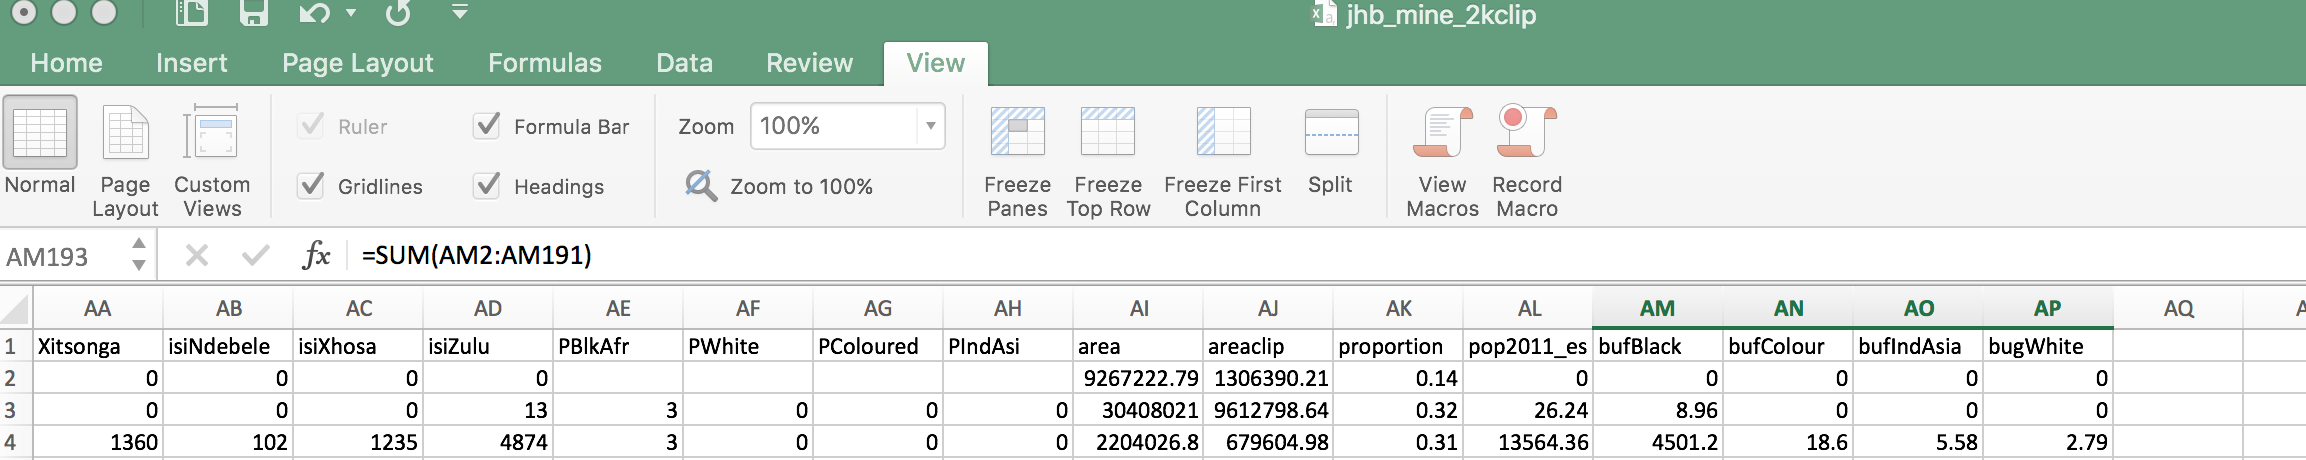 jhb_mine_2kclip
Home Insert Page Layout Formulas Data Review View
Ruler Formula Bar Zoom 100%
Gridlines Headings Zoom to 100%
Normal Page Layout Custom Views Freeze Panes Freeze Top Row Freeze First Column Split View Macros Record Macro
AM193 fx =SUM(AM2:AM191)
AA AB AC AD AE AF AG AH AI AJ AK AL AM AN AO AP AQ
1 Xitsonga isiNdebele isiXhosa isiZulu PBlkAfr PWhite PColoured PIndAsi area areaclip proportion pop2011_es bufBlack bufColour bufIndAsia bugWhite
2 0 0 0 0 9267222.79 1306390.21 0.14 0 0 0 0 0
3 0 0 0 13 3 0 0 0 30408021 9612798.64 0.32 26.24 8.96 0 0 0
4 1360 102 1235 4874 3 0 0 0 2204026.8 679604.98 0.31 13564.36 4501.2 18.6 5.58 2.79